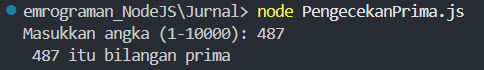 emrograman_NodeJS\Jurnal> node PengecekanPrima.js
Masukkan angka (1-10000): 487
487 itu bilangan prima